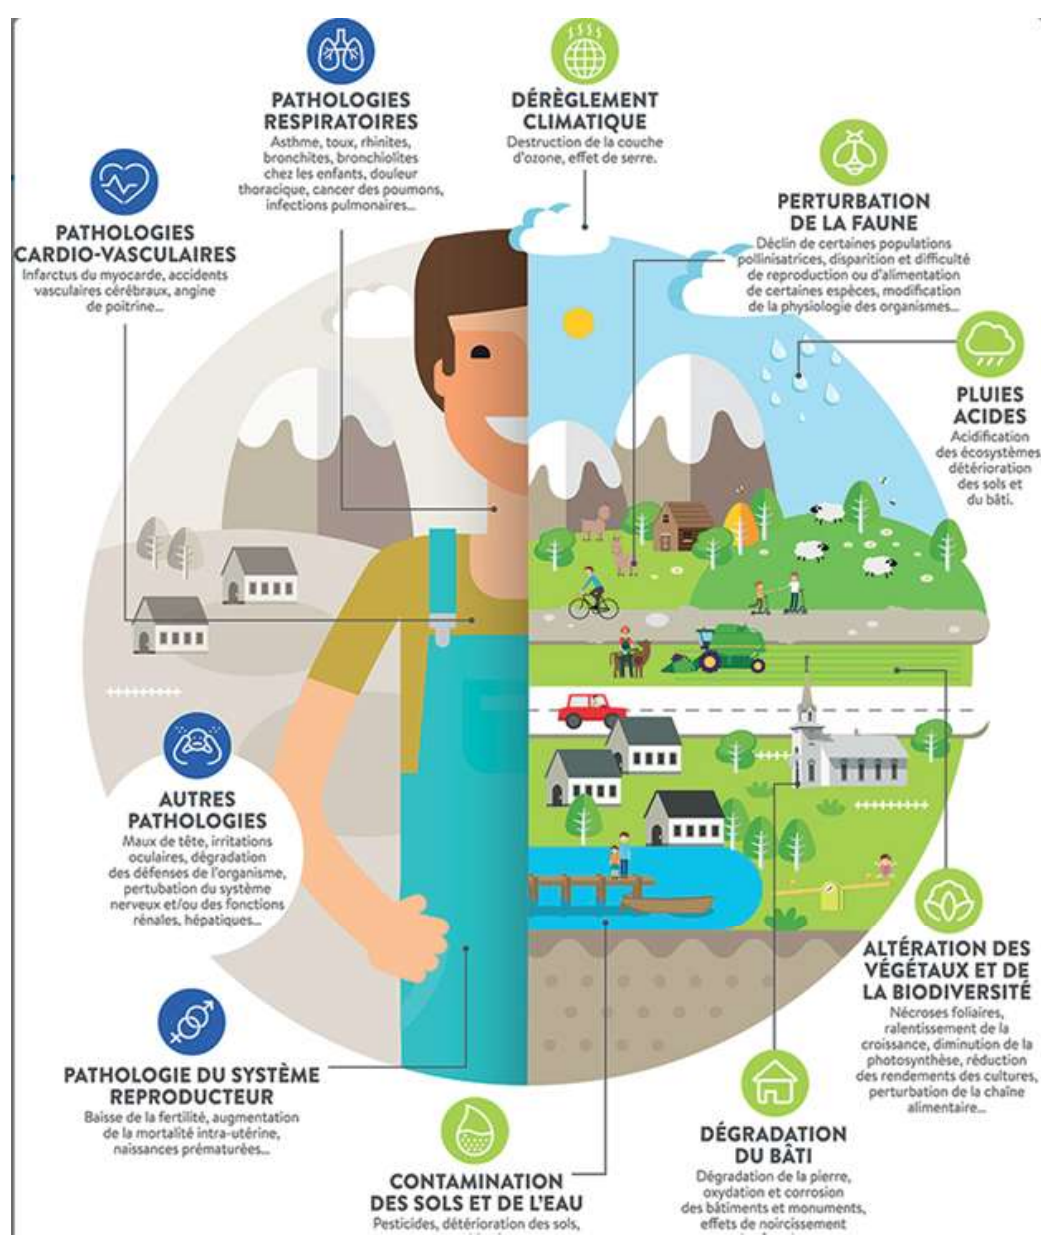 PATHOLOGIES
RESPIRATOIRES
Asthme, toux, rhinites,
bronchites, bronchiolites
chez les enfants, douleur
thoracique, cancer des poumons,
infections pulmonaires...
DÉRÈGLEMENT
CLIMATIQUE
Destruction de la couche
d'ozone, effet de serre.
PATHOLOGIES
CARDIO-VASCULAIRES
Infarctus du myocarde, accidents
vasculaires cérébraux, angine
de poitrine...
PERTURBATION
DE LA FAUNE
Déclin de certaines populations
pollinisatrices, disparition et difficulté
de reproduction ou d'alimentation
de certaines espèces, modification
de la physiologie des organismes...
PLUIES
ACIDES
Acidification
des écosystèmes
détérioration
des sols et
du bâti.
AUTRES
PATHOLOGIES
Maux de tête, irritations
oculaires, dégradation
des défenses de l'organisme,
pertubation du système
nerveux et/ou des fonctions
rénales, hépatiques...
ALTÉRATION DES
VÉGÉTAUX ET DE
LA BIODIVERSITÉ
Nécroses foliaires,
ralentissement de la
croissance, diminution de la
photosynthèse, réduction
des rendements des cultures,
perturbation de la chaîne
alimentaire...
PATHOLOGIE DU SYSTÈME
REPRODUCTEUR
Baisse de la fertilité, augmentation
de la mortalité intra-utérine,
naissances prématurées...
CONTAMINATION
DES SOLS ET DE L'EAU
Pesticides, détérioration des sols,
DÉGRADATION
DU BÂTI
Dégradation de la pierre,
oxydation et corrosion
des bâtiments et monuments,
effets de noircissement